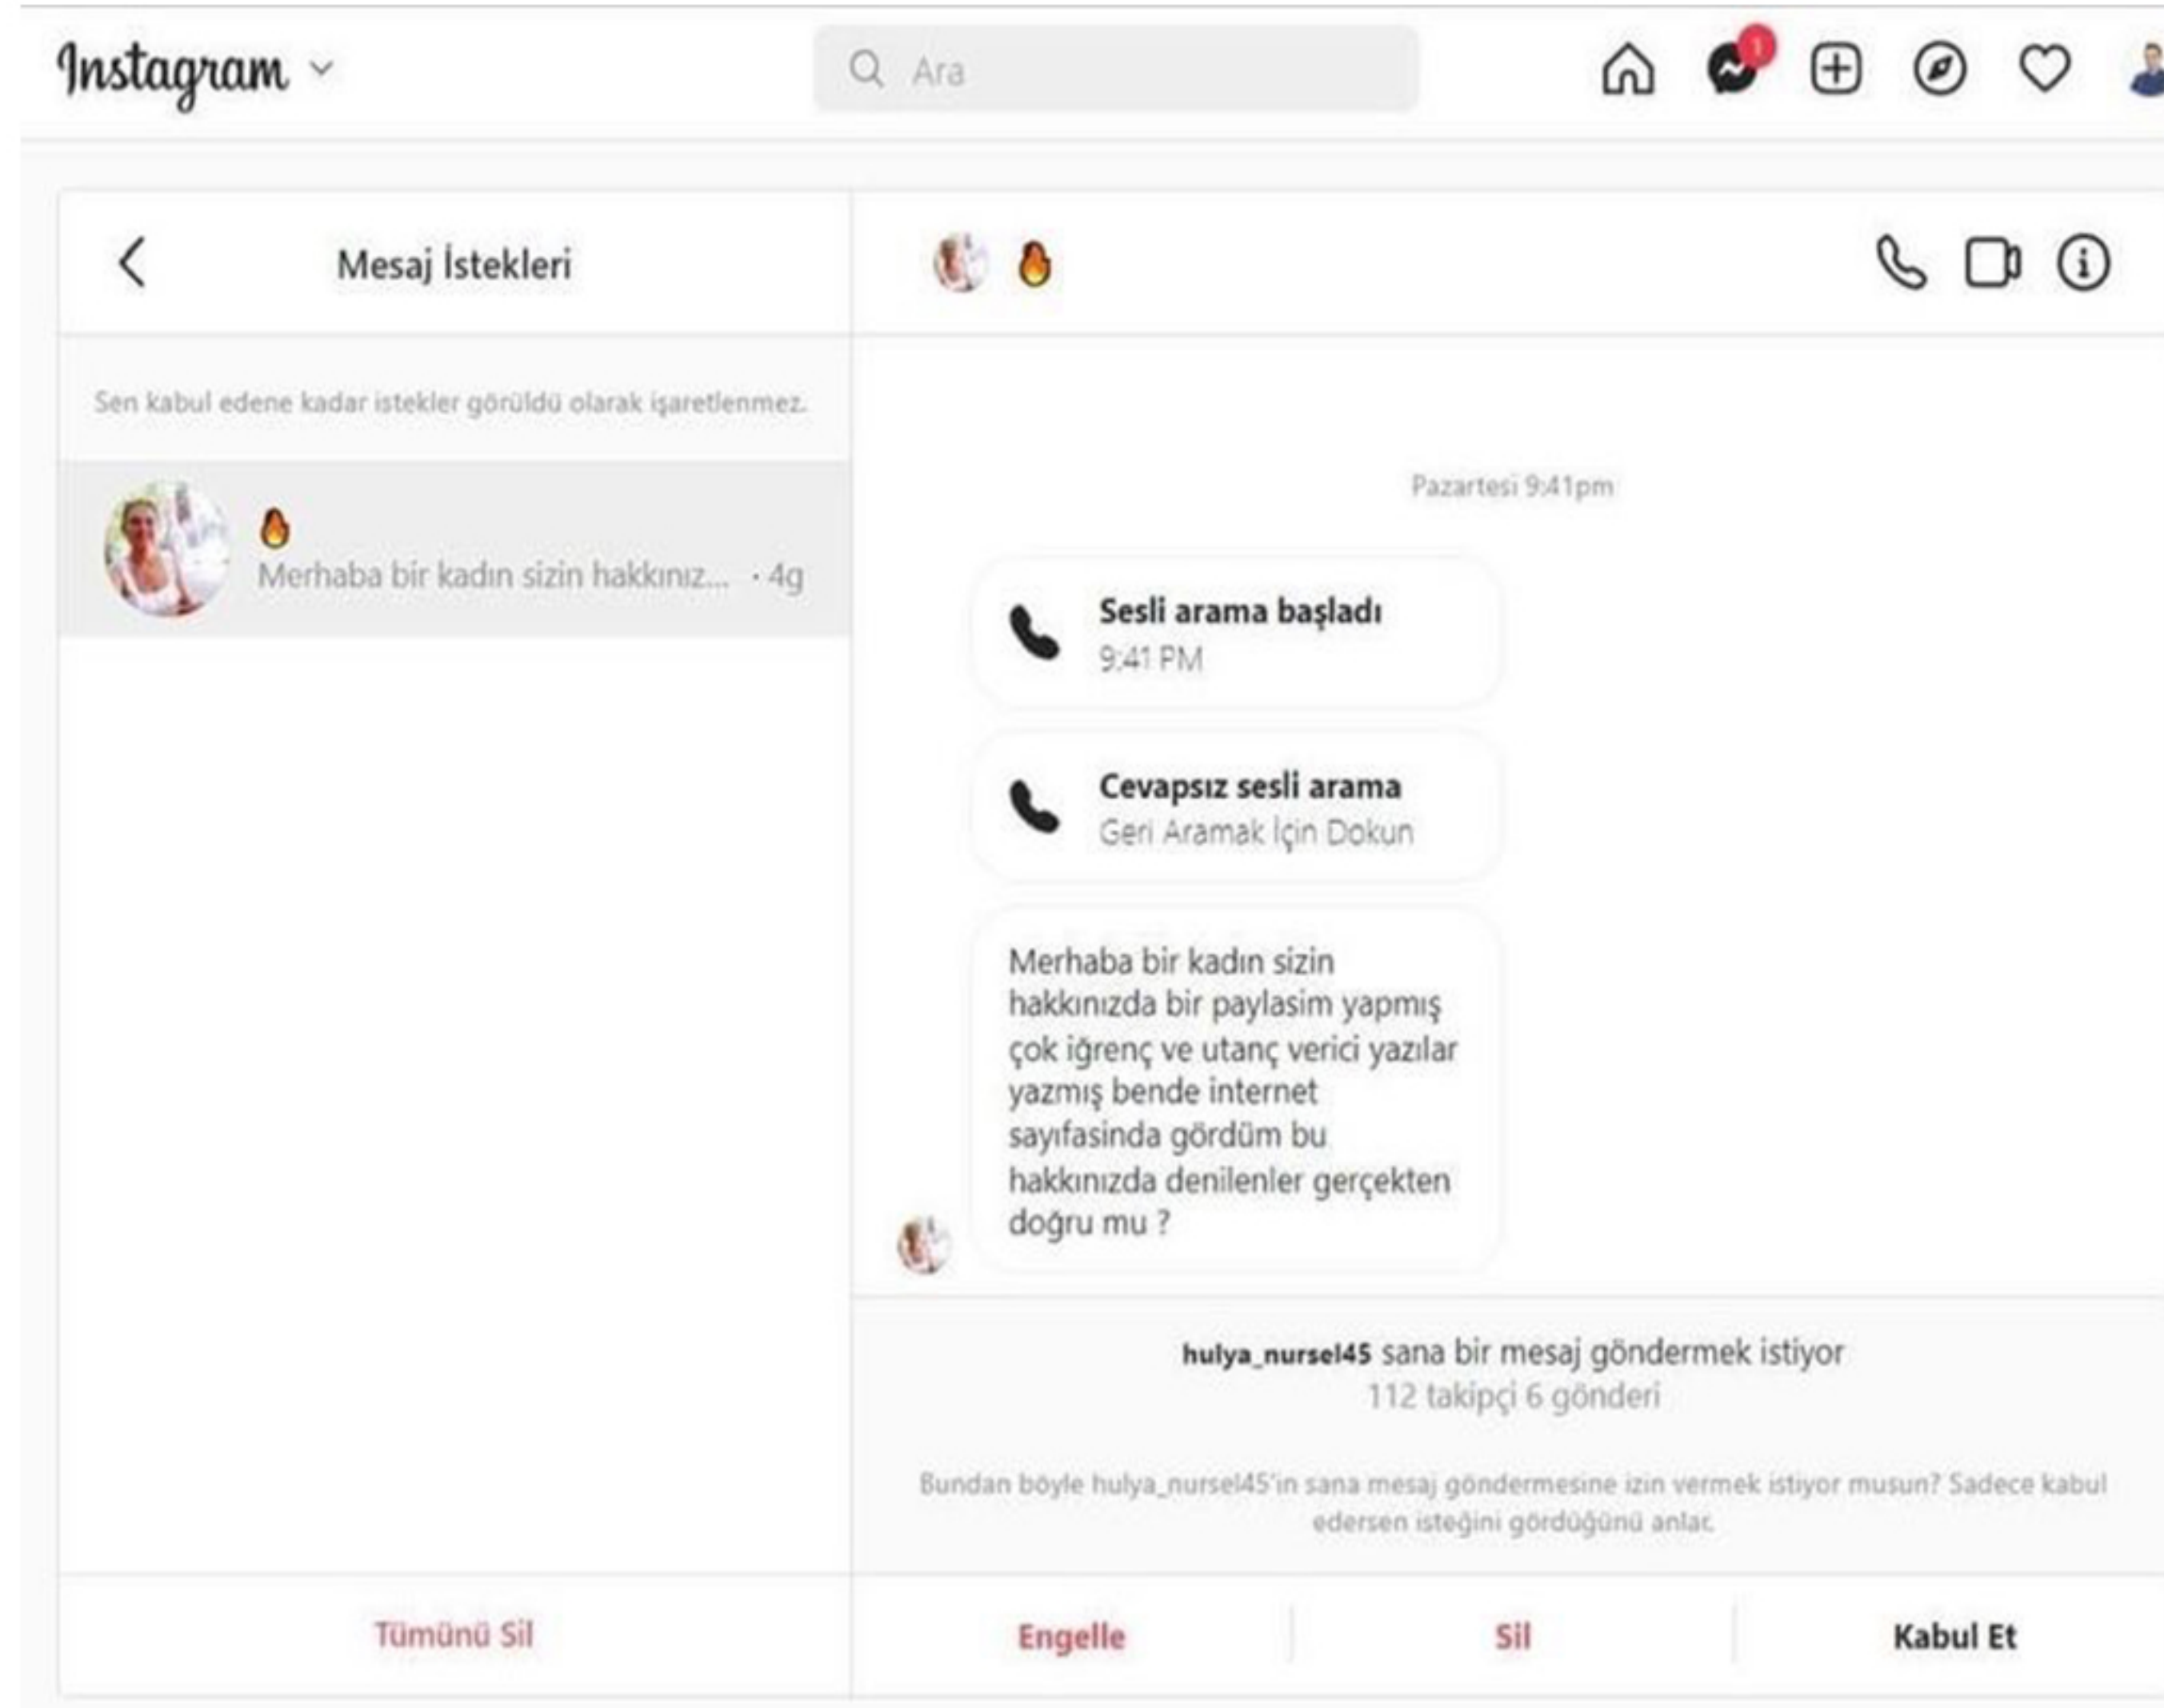 Instagram
Ara
1
Mesaj İstekleri
Sen kabul edene kadar istekler görüldü olarak işaretlenmez.
Merhaba bir kadın sizin hakkınız... · 4g
Pazartesi 9:41pm
Sesli arama başladı
9:41 PM
Cevapsız sesli arama
Geri Aramak İçin Dokun
Merhaba bir kadın sizin
hakkınızda bir paylasim yapmış
çok iğrenç ve utanç verici yazılar
yazmış bende internet
sayıfasinda gördüm bu
hakkınızda denilenler gerçekten
doğru mu ?
hulya_nursel45 sana bir mesaj göndermek istiyor
112 takipçi 6 gönderi
Bundan böyle hulya_nursel45'in sana mesaj göndermesine izin vermek istiyor musun? Sadece kabul
edersen isteğini gördüğünü anlar.
Tümünü Sil
Engelle
Sil
Kabul Et